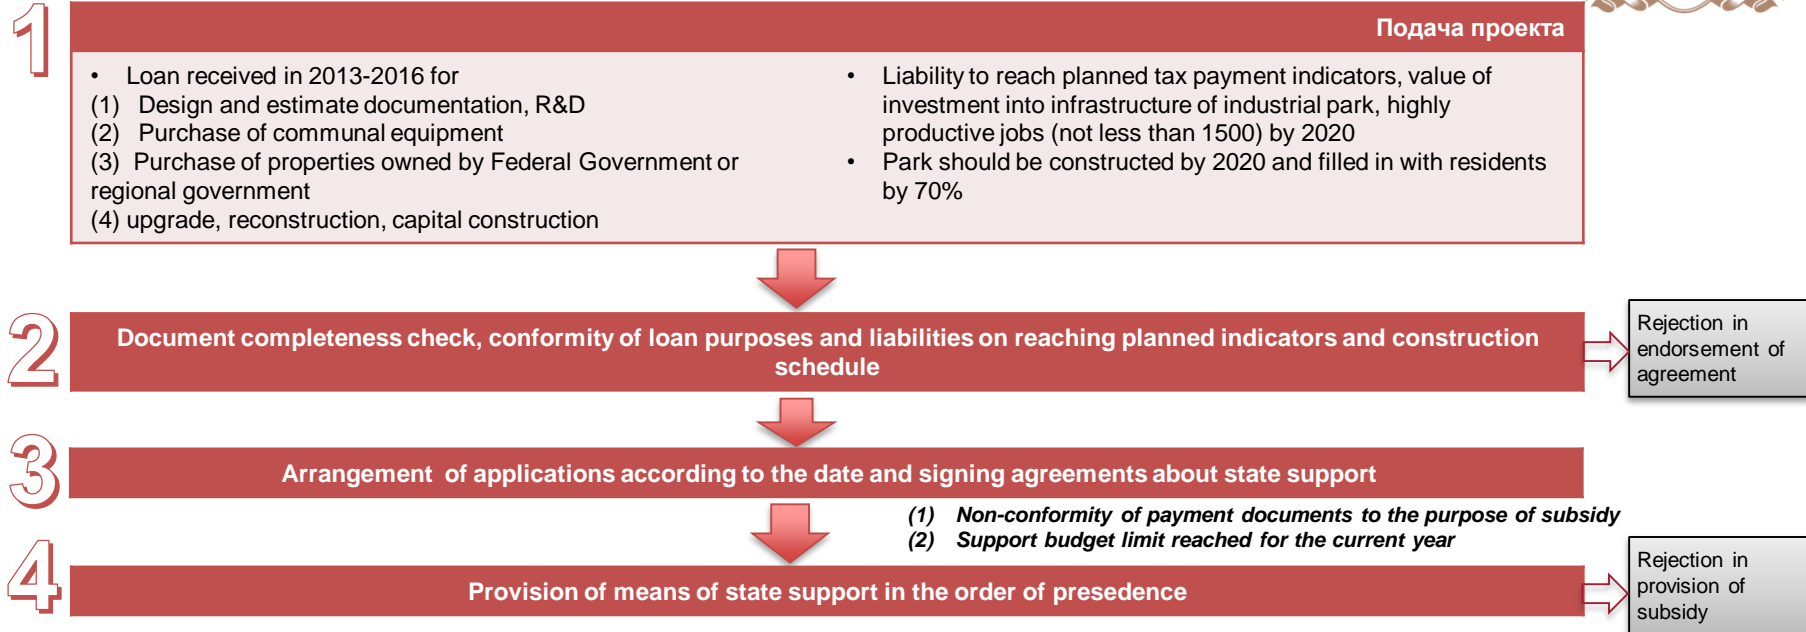 1
Подача проекта
• Loan received in 2013-2016 for
(1) Design and estimate documentation, R&D
(2) Purchase of communal equipment
(3) Purchase of properties owned by Federal Government or
regional government
(4) upgrade, reconstruction, capital construction
• Liability to reach planned tax payment indicators, value of
investment into infrastructure of industrial park, highly
productive jobs (not less than 1500) by 2020
• Park should be constructed by 2020 and filled in with residents
by 70%
2
Document completeness check, conformity of loan purposes and liabilities on reaching planned indicators and construction
schedule
Rejection in
endorsement of
agreement
3
Arrangement of applications according to the date and signing agreements about state support
(1) Non-conformity of payment documents to the purpose of subsidy
(2) Support budget limit reached for the current year
4
Provision of means of state support in the order of presedence
Rejection in
provision of
subsidy